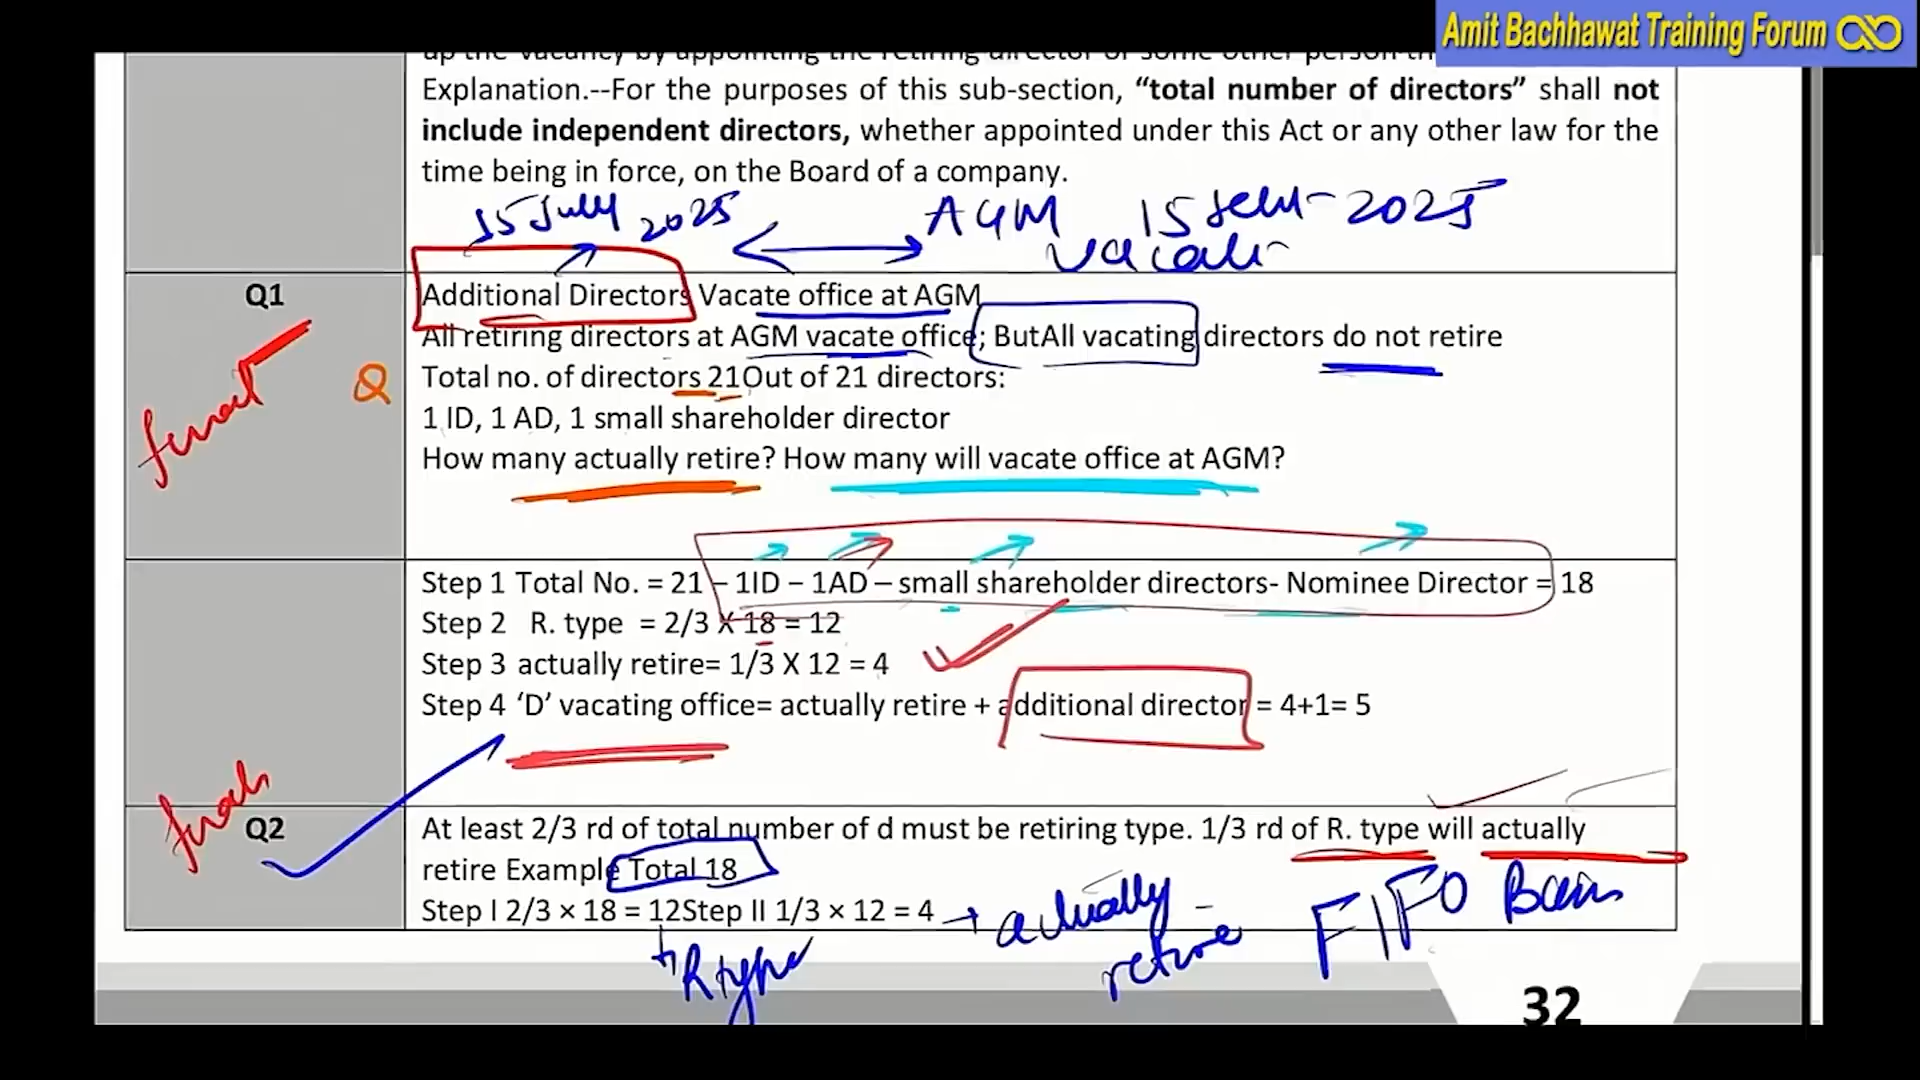 Amit Bachhawat Training Forum
Explanation.--For the purposes of this sub-section, “total number of directors” shall not
include independent directors, whether appointed under this Act or any other law for the
time being in force, on the Board of a company.
15 July 2025 AGM 15 Sept- 2025
Q1
Additional Directors Vacate office at AGM
All retiring directors at AGM vacate office; ButAll vacating directors do not retire
Q
Total no. of directors 21Out of 21 directors:
1 ID, 1 AD, 1 small shareholder director
How many actually retire? How many will vacate office at AGM?
Step 1 Total No. = 21 – 1ID – 1AD – small shareholder directors- Nominee Director = 18
Step 2 R. type = 2/3 X 18 = 12
Step 3 actually retire= 1/3 X 12 = 4
Step 4 ‘D’ vacating office= actually retire + additional director = 4+1= 5
Q2
At least 2/3 rd of total number of d must be retiring type. 1/3 rd of R. type will actually
retire Example Total 18
Step I 2/3 × 18 = 12Step II 1/3 × 12 = 4 → actually retire
FIFO Basis
R type
32